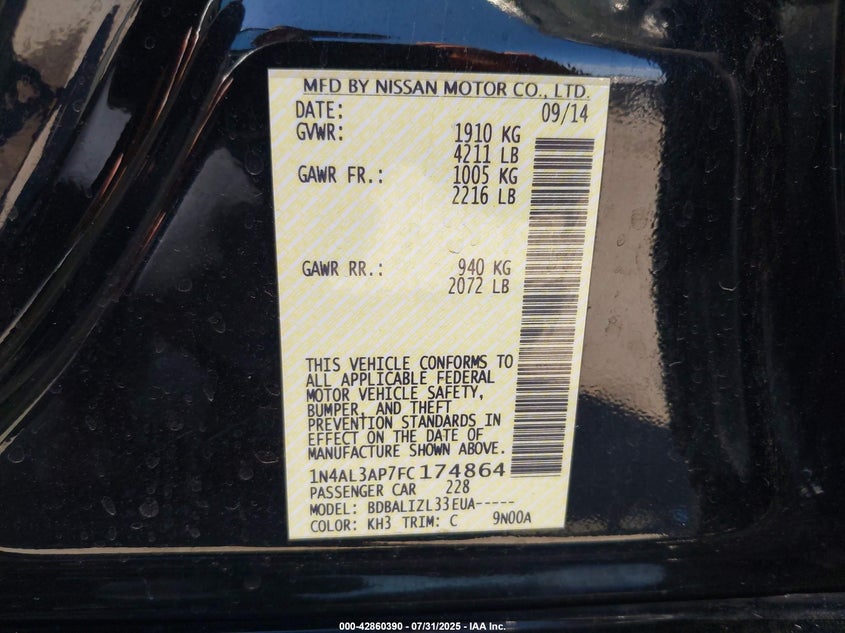 MFD BY NISSAN MOTOR CO., LTD.
DATE: 09/14
GVWR: 1910 KG
4211 LB
GAWR FR.: 1005 KG
2216 LB
GAWR RR.: 940 KG
2072 LB
THIS VEHICLE CONFORMS TO
ALL APPLICABLE FEDERAL
MOTOR VEHICLE SAFETY,
BUMPER, AND THEFT
PREVENTION STANDARDS IN
EFFECT ON THE DATE OF
MANUFACTURE SHOWN ABOVE.
1N4AL3AP7FC174864
PASSENGER CAR 228
MODEL: BDBALIZL33EUA-----
COLOR: KH3 TRIM: C 9N00A
000-42860390 - 07/31/2025 - IAA Inc.